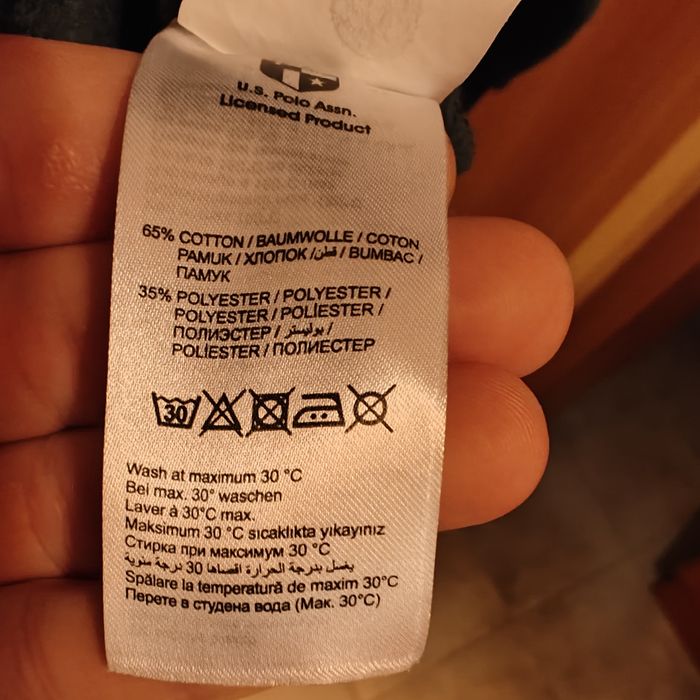 U.S. Polo Assn.
Licensed Product
65% COTTON / BAUMWOLLE / COTON
PAMUK / ХЛОПОК / قطن / BUMBAC /
ПАМУК
35% POLYESTER / POLYESTER /
POLYESTER / POLİESTER /
ПОЛИЭСТЕР / بوليستر /
POLİESTER / ПОЛИЕСТЕР
30
Wash at maximum 30 °C
Bei max. 30° waschen
Laver à 30°C max.
Maksimum 30 °C sıcaklıkta yıkayınız
Стирка при максимум 30 °C
يغسل بدرجة الحرارة اقصاها 30 درجة مئوية
Spălare la temperatură de maxim 30°C
Перете в студена вода (Мак. 30°C)